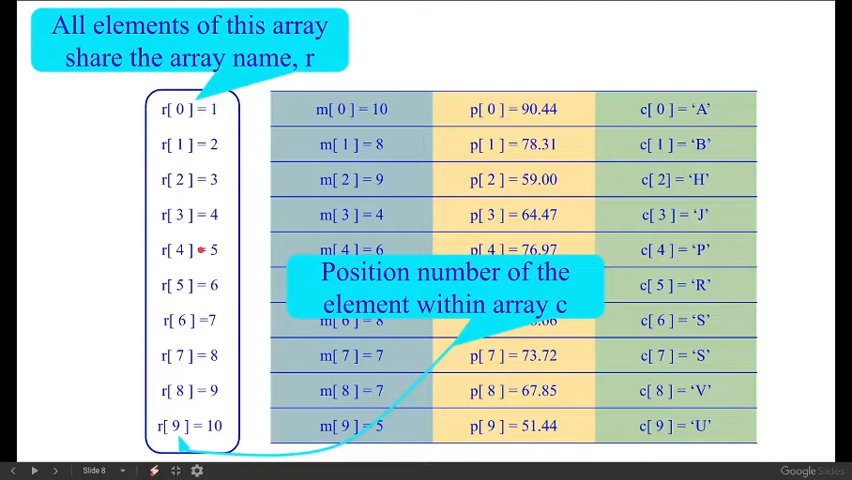 All elements of this array
share the array name, r
r[ 0 ] = 1 m[ 0 ] = 10 p[ 0 ] = 90.44 c[ 0 ] = ‘A’
r[ 1 ] = 2 m[ 1 ] = 8 p[ 1 ] = 78.31 c[ 1 ] = ‘B’
r[ 2 ] = 3 m[ 2 ] = 9 p[ 2 ] = 59.00 c[ 2] = ‘H’
r[ 3 ] = 4 m[ 3 ] = 4 p[ 3 ] = 64.47 c[ 3 ] = ‘J’
r[ 4 ] = 5 m[ 4 ] = 6 p[ 4 ] = 76.97 c[ 4 ] = ‘P’
Position number of the
element within array c
r[ 5 ] = 6 c[ 5 ] = ‘R’
r[ 6 ] =7 m[ 6 ] = 8 c[ 6 ] = ‘S’
r[ 7 ] = 8 m[ 7 ] = 7 p[ 7 ] = 73.72 c[ 7 ] = ‘S’
r[ 8 ] = 9 m[ 8 ] = 7 p[ 8 ] = 67.85 c[ 8 ] = ‘V’
r[ 9 ] = 10 m[ 9 ] = 5 p[ 9 ] = 51.44 c[ 9 ] = ‘U’
Slide 8 Google Slides